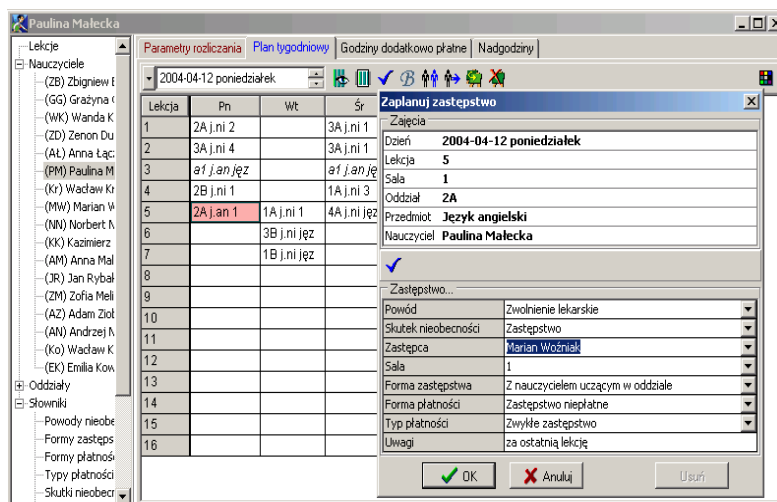 Paulina Małecka
Lekcje
Nauczyciele
(ZB) Zbigniew
(GG) Grażyna
(WK) Wanda K
(ZD) Zenon Du
(AŁ) Anna Łąc
(PM) Paulina M
(Kr) Wacław Kr
(MW) Marian W
(NN) Norbert N
(KK) Kazimierz
(AM) Anna Mal
(JR) Jan Rybał
(ZM) Zofia Meli
(AZ) Adam Zioł
(AN) Andrzej N
(Ko) Wacław K
(EK) Emilia Kow
Oddziały
Słowniki
Powody nieobe
Formy zastęps
Formy płatnoś
Typy płatności
Skutki nieobecr
Parametry rozliczania Plan tygodniowy Godziny dodatkowo płatne Nadgodziny
2004-04-12 poniedziałek
Lekcja Pn Wt Śr
1 2A j.ni 2 3A j.ni 1
2 3A j.ni 4 3A j.ni 1
3 a1 j.an jęz a1 j.an ję
4 2B j.ni 1 1A j.ni 3
5 2A j.an 1 1A j.ni 1 4A j.ni jęz
6 3B j.ni jęz
7 1B j.ni jęz
8
9
10
11
12
13
14
15
16
Zaplanuj zastępstwo
Zajęcia
Dzień 2004-04-12 poniedziałek
Lekcja 5
Sala 1
Oddział 2A
Przedmiot Język angielski
Nauczyciel Paulina Małecka
Zastępstwo...
Powód Zwolnienie lekarskie
Skutek nieobecności Zastępstwo
Zastępca Marian Woźniak
Sala 1
Forma zastępstwa Z nauczycielem uczącym w oddziale
Forma płatności Zastępstwo niepłatne
Typ płatności Zwykłe zastępstwo
Uwagi za ostatnią lekcję
OK Anuluj Usuń